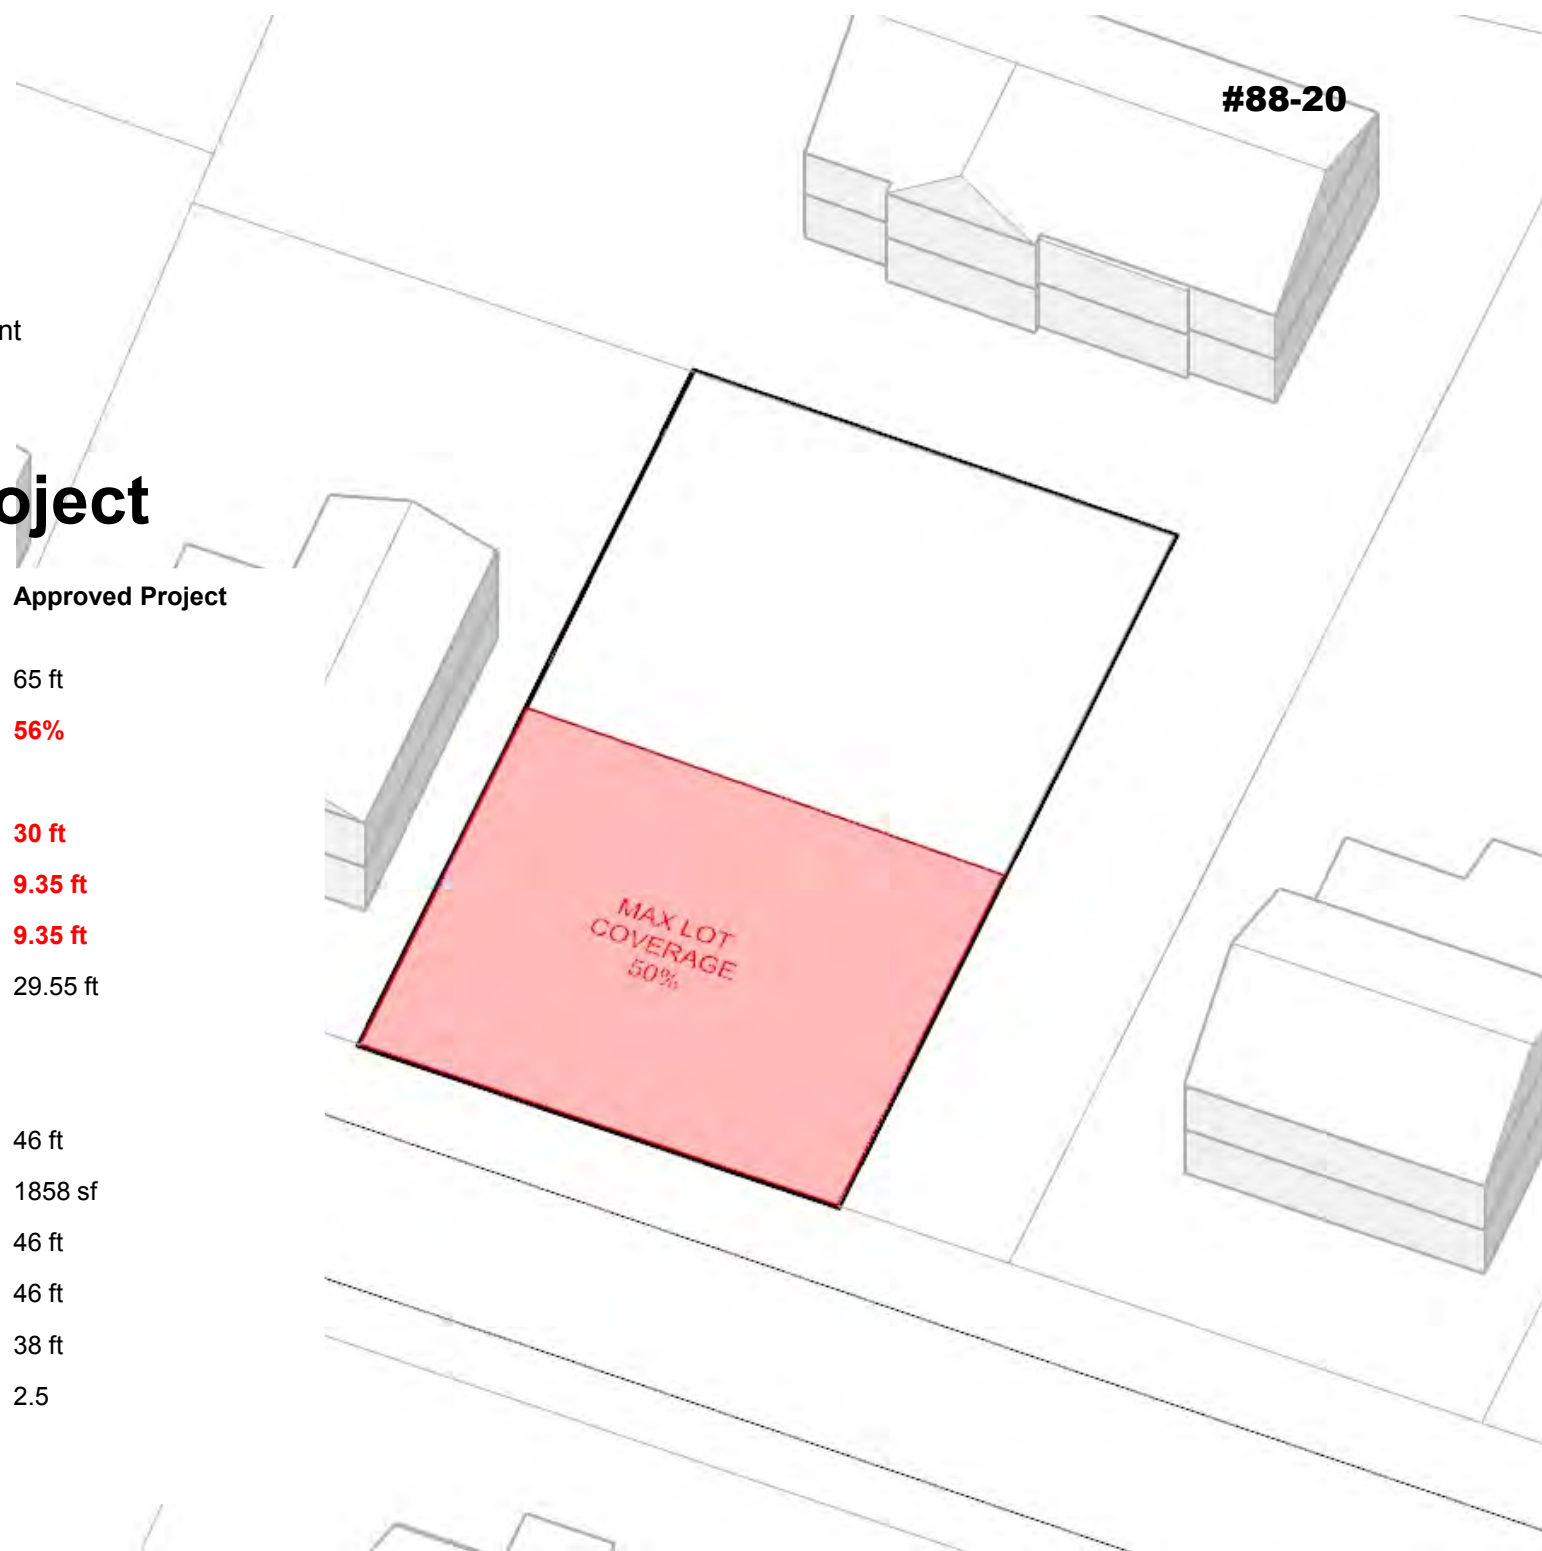 #88-20
nt
oject
Approved Project
65 ft
56%
30 ft
9.35 ft
9.35 ft
29.55 ft
MAX LOT
COVERAGE
50%
46 ft
1858 sf
46 ft
46 ft
38 ft
2.5